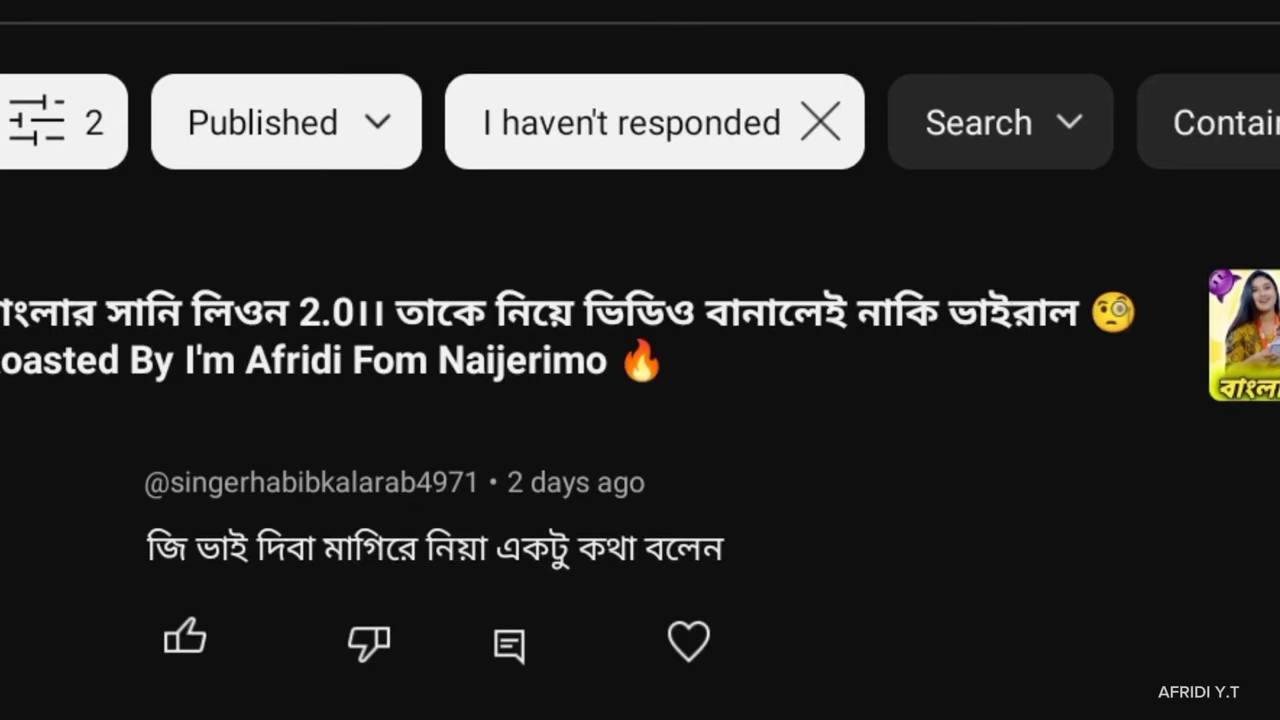 2 Published I haven't responded Search Contain
াংলার সানি লিওন 2.0।। তাকে নিয়ে ভিডিও বানালেই নাকি ভাইরাল 🧐
oasted By I'm Afridi Fom Naijerimo 🔥
বাংলা
@singerhabibkalarab4971 • 2 days ago
জি ভাই দিবা মাগিরে নিয়া একটু কথা বলেন
AFRIDI Y.T